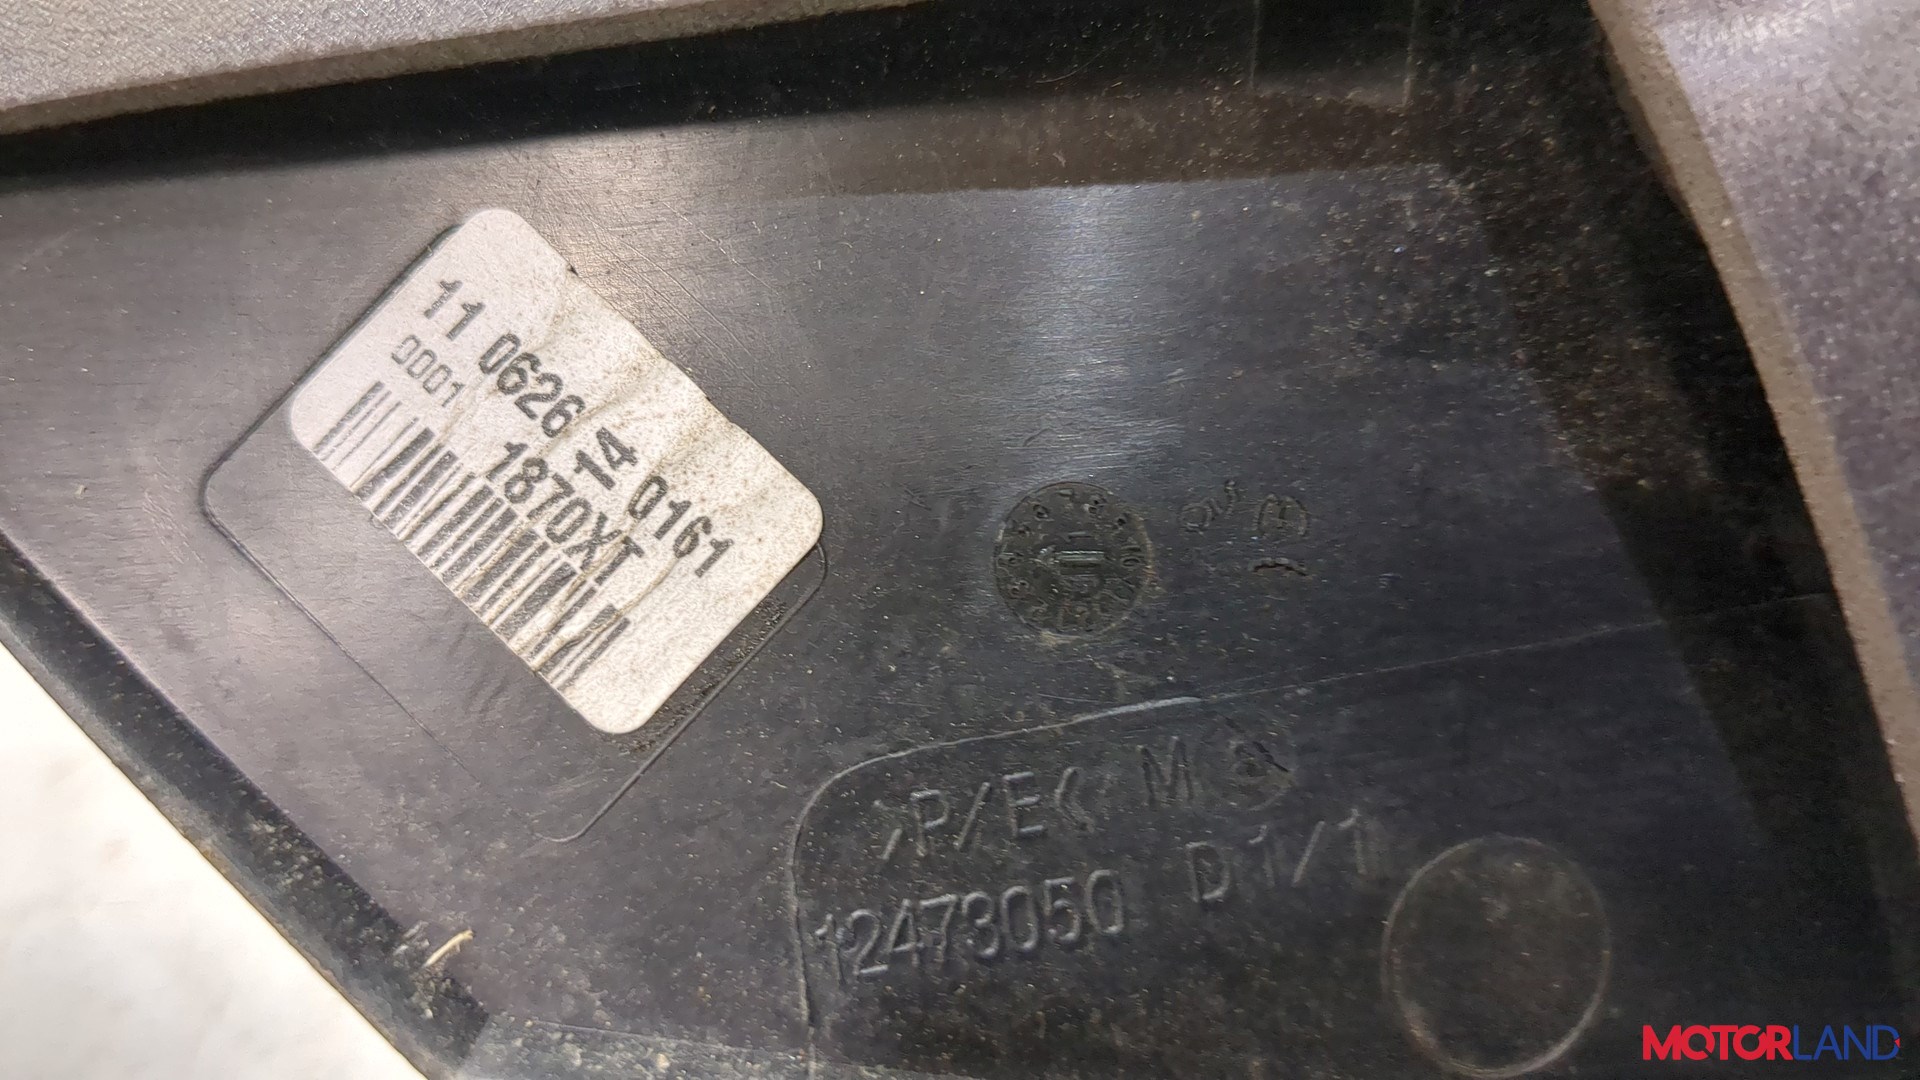 11 0626 14 0161
0001 1870XT
>P/E< M
12473050 D1/1
MOTORLAND